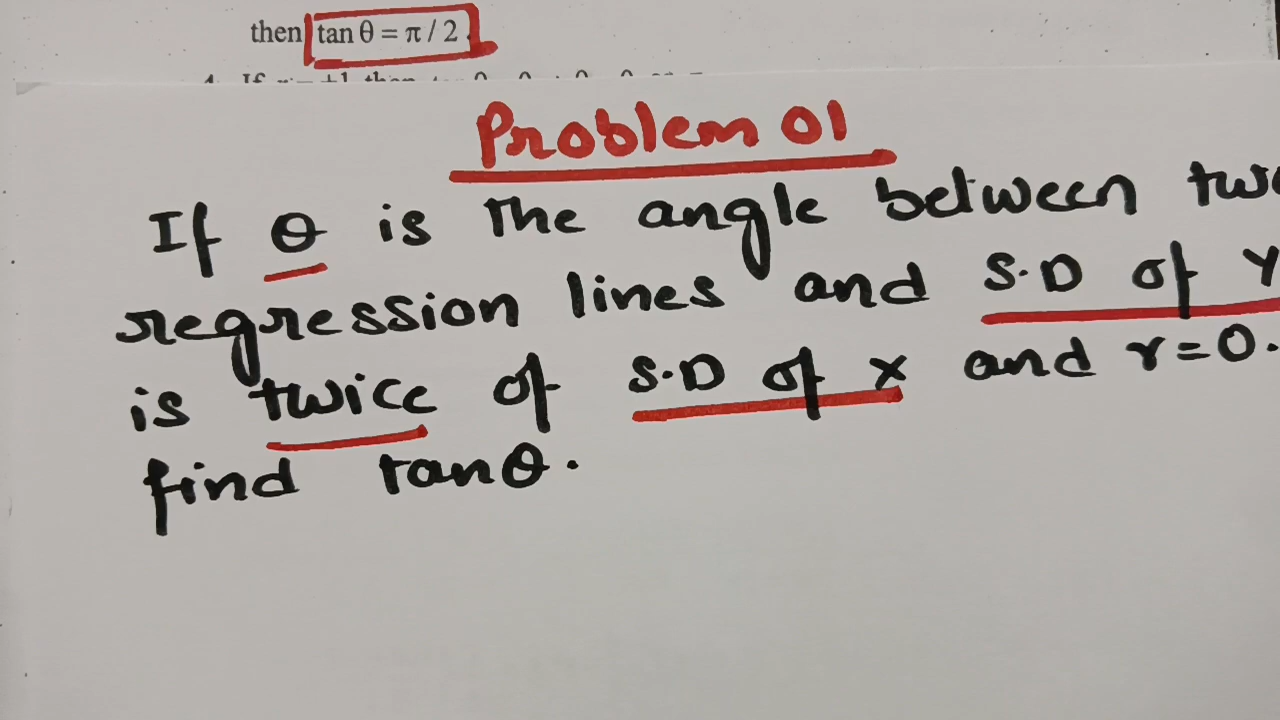 then tan θ = π / 2
Problem 01
If θ is the angle between
regression lines and S.D of Y
is twice of S.D of X and r=0.
find tanθ.